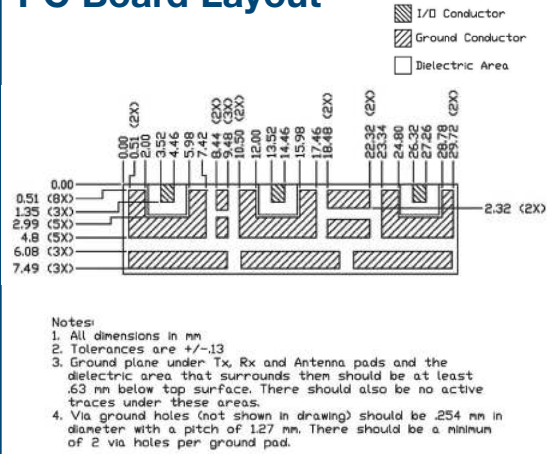 PC Board Layout
I/O Conductor
Ground Conductor
Dielectric Area
0.00
0.51 (2X)
2.00
3.52
4.46
5.98
7.42
8.44 (2X)
9.48 (3X)
10.50 (2X)
12.00
13.52
14.46
15.98
17.46
18.48 (2X)
22.32 (2X)
23.34
24.80
26.32
27.26
28.78
29.72 (2X)
0.00
0.51 (8X)
1.35 (3X)
2.99 (5X)
4.8 (5X)
6.08 (3X)
7.49 (3X)
2.32 (2X)
Notes:
1. All dimensions in mm
2. Tolerances are +/-.13
3. Ground plane under Tx, Rx and Antenna pads and the
dielectric area that surrounds them should be at least
.63 mm below top surface. There should also be no active
traces under these areas.
4. Via ground holes (not shown in drawing) should be .254 mm in
diameter with a pitch of 1.27 mm. There should be a minimum
of 2 via holes per ground pad.